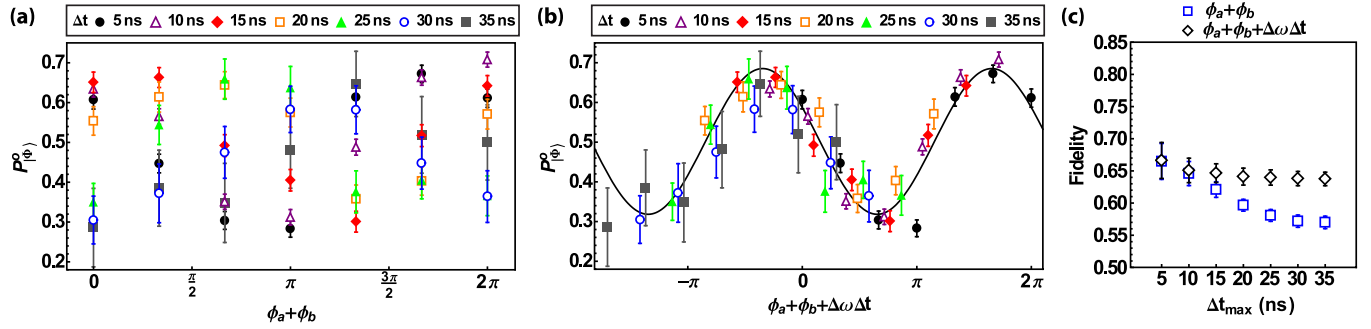 (a)
Δt 5 ns 10 ns 15 ns 20 ns 25 ns 30 ns 35 ns
0.7
0.6
0.5
0.4
0.3
0.2
P^o_|Φ⟩
0 π/2 π 3π/2 2π
ϕa+ϕb
(b)
Δt 5 ns 10 ns 15 ns 20 ns 25 ns 30 ns 35 ns
0.7
0.6
0.5
0.4
0.3
0.2
P^o_|Φ⟩
−π 0 π 2π
ϕa+ϕb+ΔωΔt
(c)
ϕa+ϕb
ϕa+ϕb+ΔωΔt
0.85
0.80
0.75
0.70
0.65
0.60
0.55
0.50
Fidelity
5 10 15 20 25 30 35
Δtmax (ns)